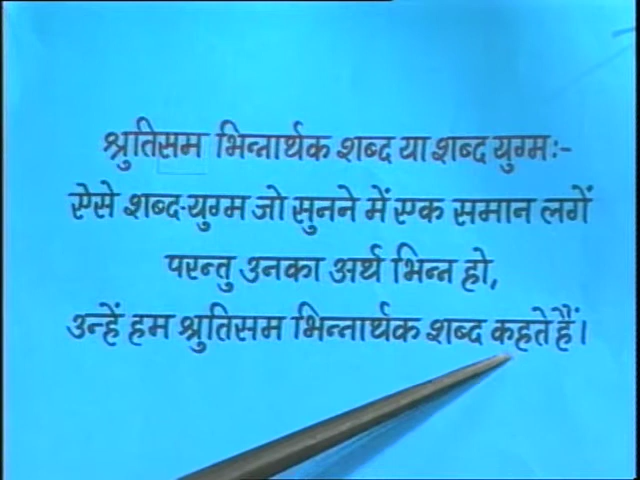 श्रुतिसम भिन्नार्थक शब्द या शब्द युग्म:-
ऐसे शब्द-युग्म जो सुनने में एक समान लगें
परन्तु उनका अर्थ भिन्न हो,
उन्हें हम श्रुतिसम भिन्नार्थक शब्द कहते हैं।